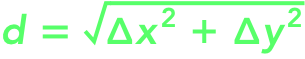 d = √Δx² + Δy²